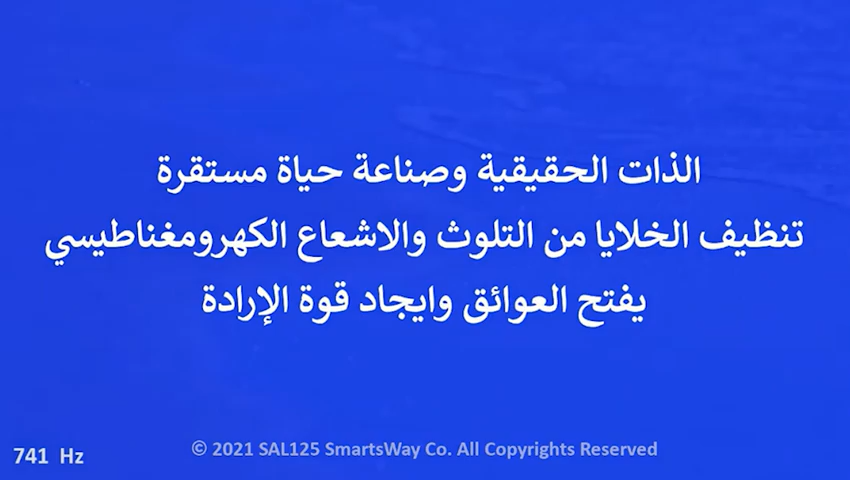 الذات الحقيقية وصناعة حياة مستقرة
تنظيف الخلايا من التلوث والاشعاع الكهرومغناطيسي
يفتح العوائق وايجاد قوة الإرادة
741 Hz
© 2021 SAL125 SmartsWay Co. All Copyrights Reserved